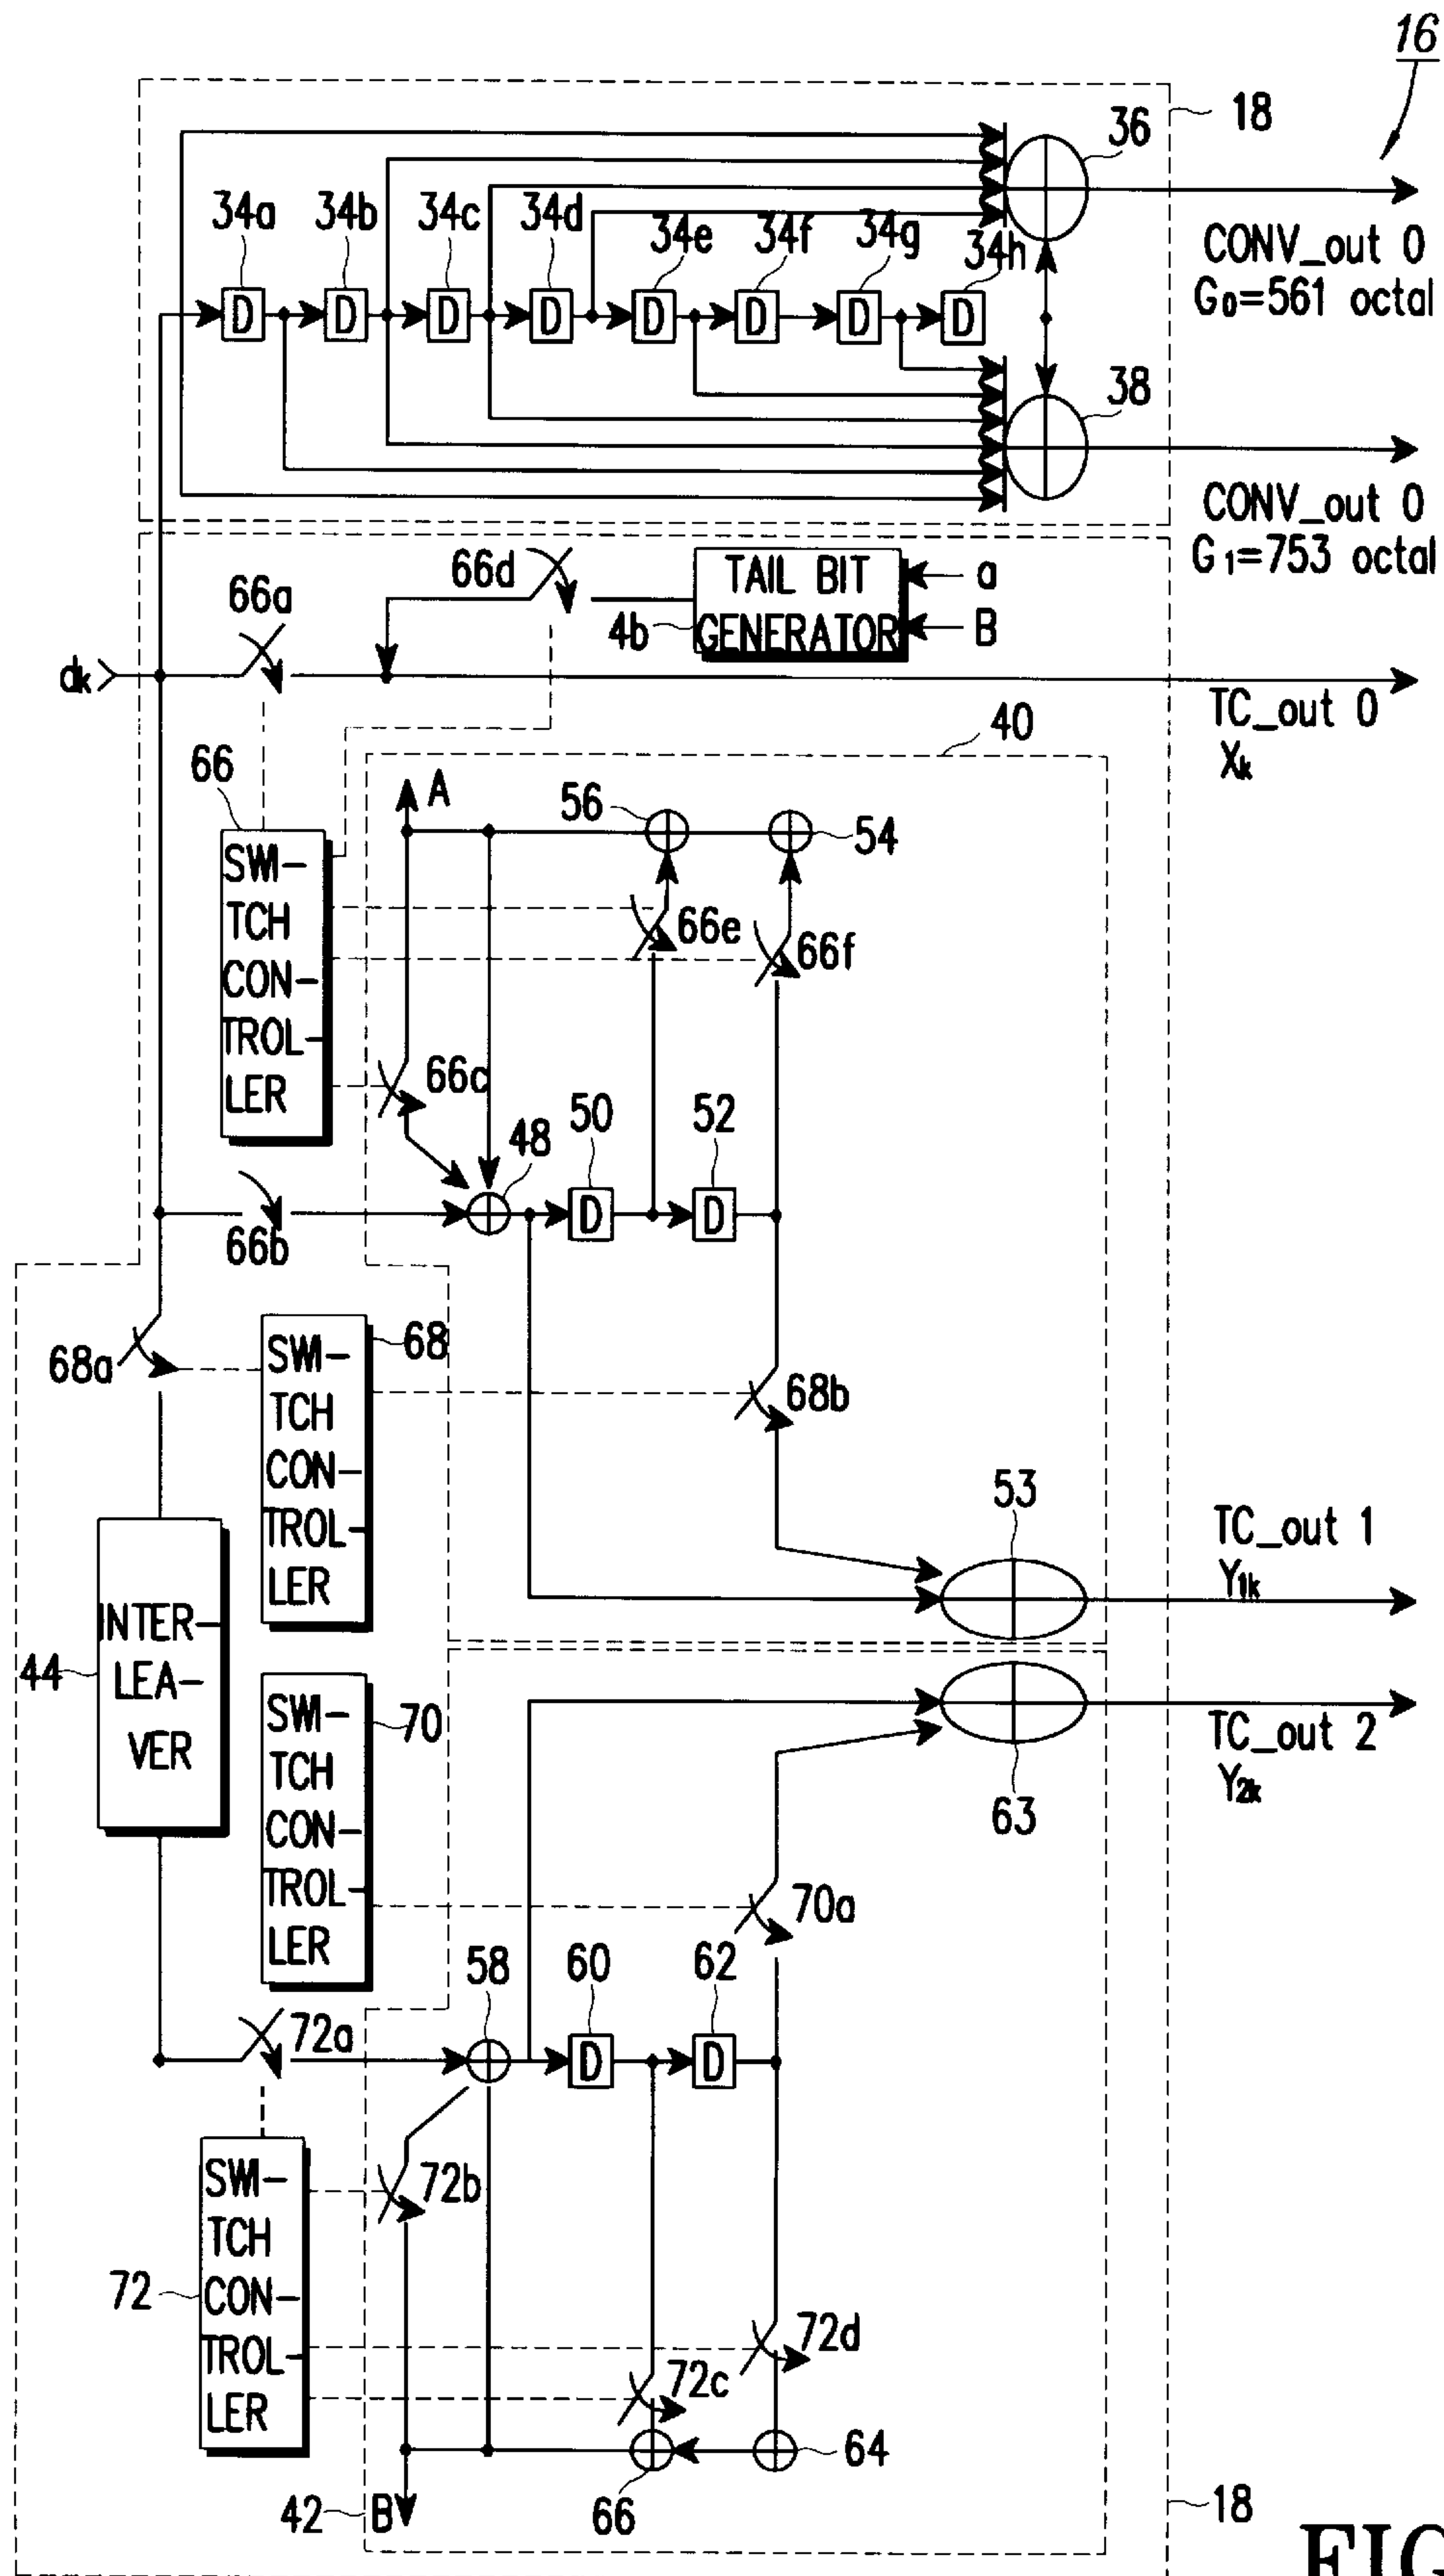 16
18
36
34a
34b
34c
34d
34e
34f
34g
34h
D
D
D
D
D
D
D
D
CONV_out 0
G0=561 octal
38
CONV_out 0
G1=753 octal
66d
TAIL BIT
GENERATOR
a
B
4b
66a
dk
TC_out 0
Xk
40
66
A
56
54
SWI-
TCH
CON-
TROL-
LER
66e
66f
66c
48
50
52
D
D
66b
68a
68
SWI-
TCH
CON-
TROL-
LER
68b
53
TC_out 1
Y1k
44
INTER-
LEA-
VER
70
SWI-
TCH
CON-
TROL-
LER
63
TC_out 2
Y2k
70a
58
60
62
72a
D
D
72
SWI-
TCH
CON-
TROL-
LER
72b
72d
72c
64
66
42
B
18
FIG